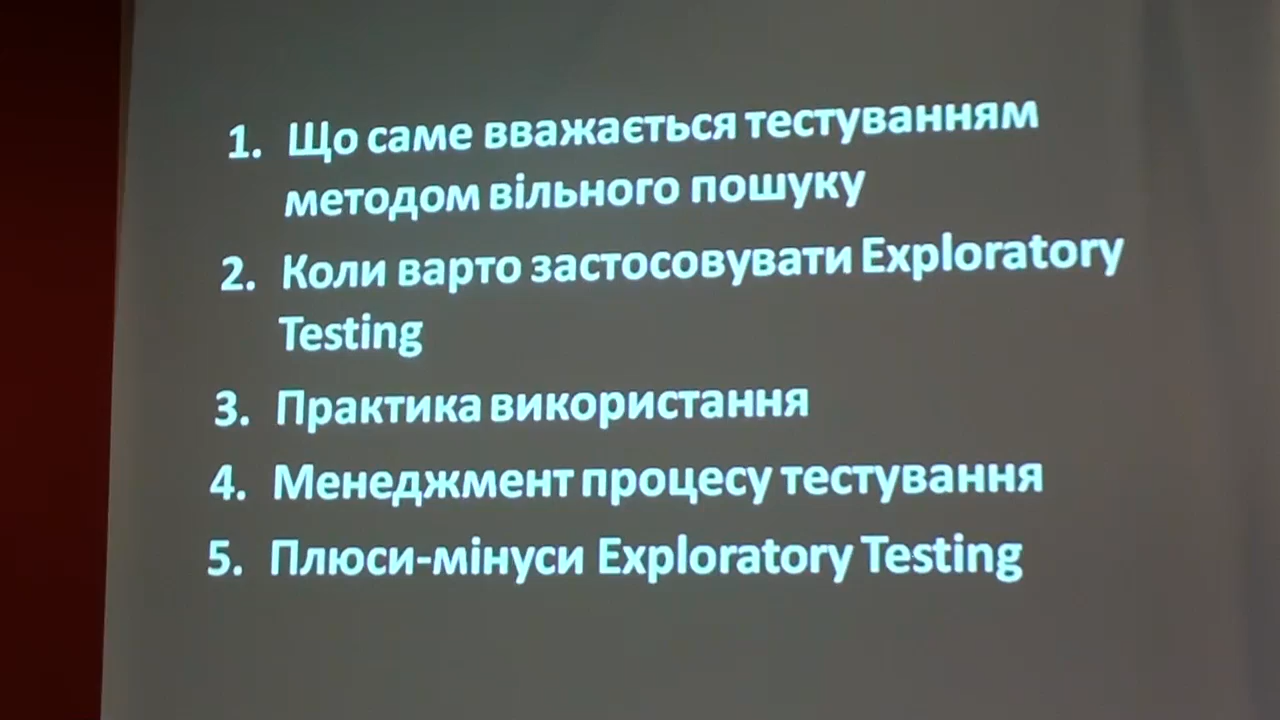 1. Що саме вважається тестуванням
методом вільного пошуку
2. Коли варто застосовувати Exploratory
Testing
3. Практика використання
4. Менеджмент процесу тестування
5. Плюси-мінуси Exploratory Testing